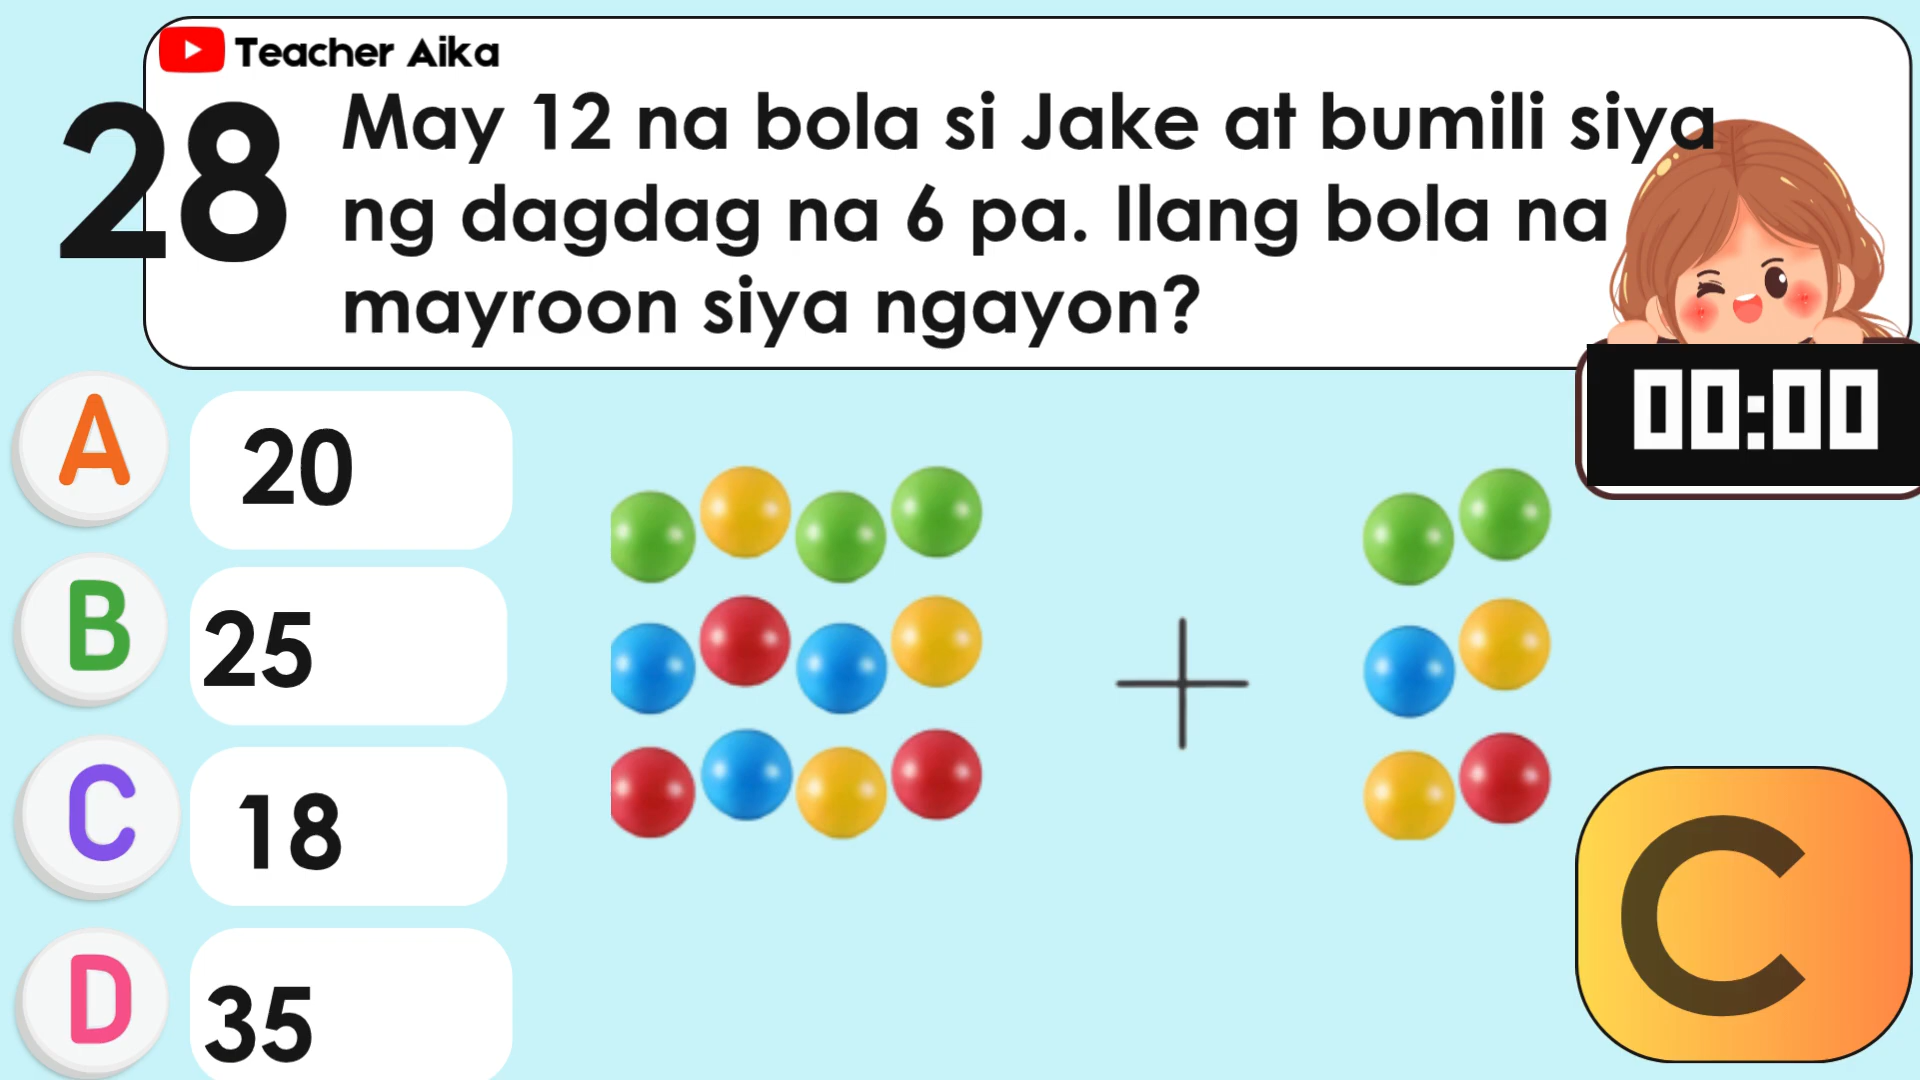 Teacher Aika
28
May 12 na bola si Jake at bumili siya
ng dagdag na 6 pa. Ilang bola na
mayroon siya ngayon?
00:00
A 20
B 25
C 18
D 35
+
C